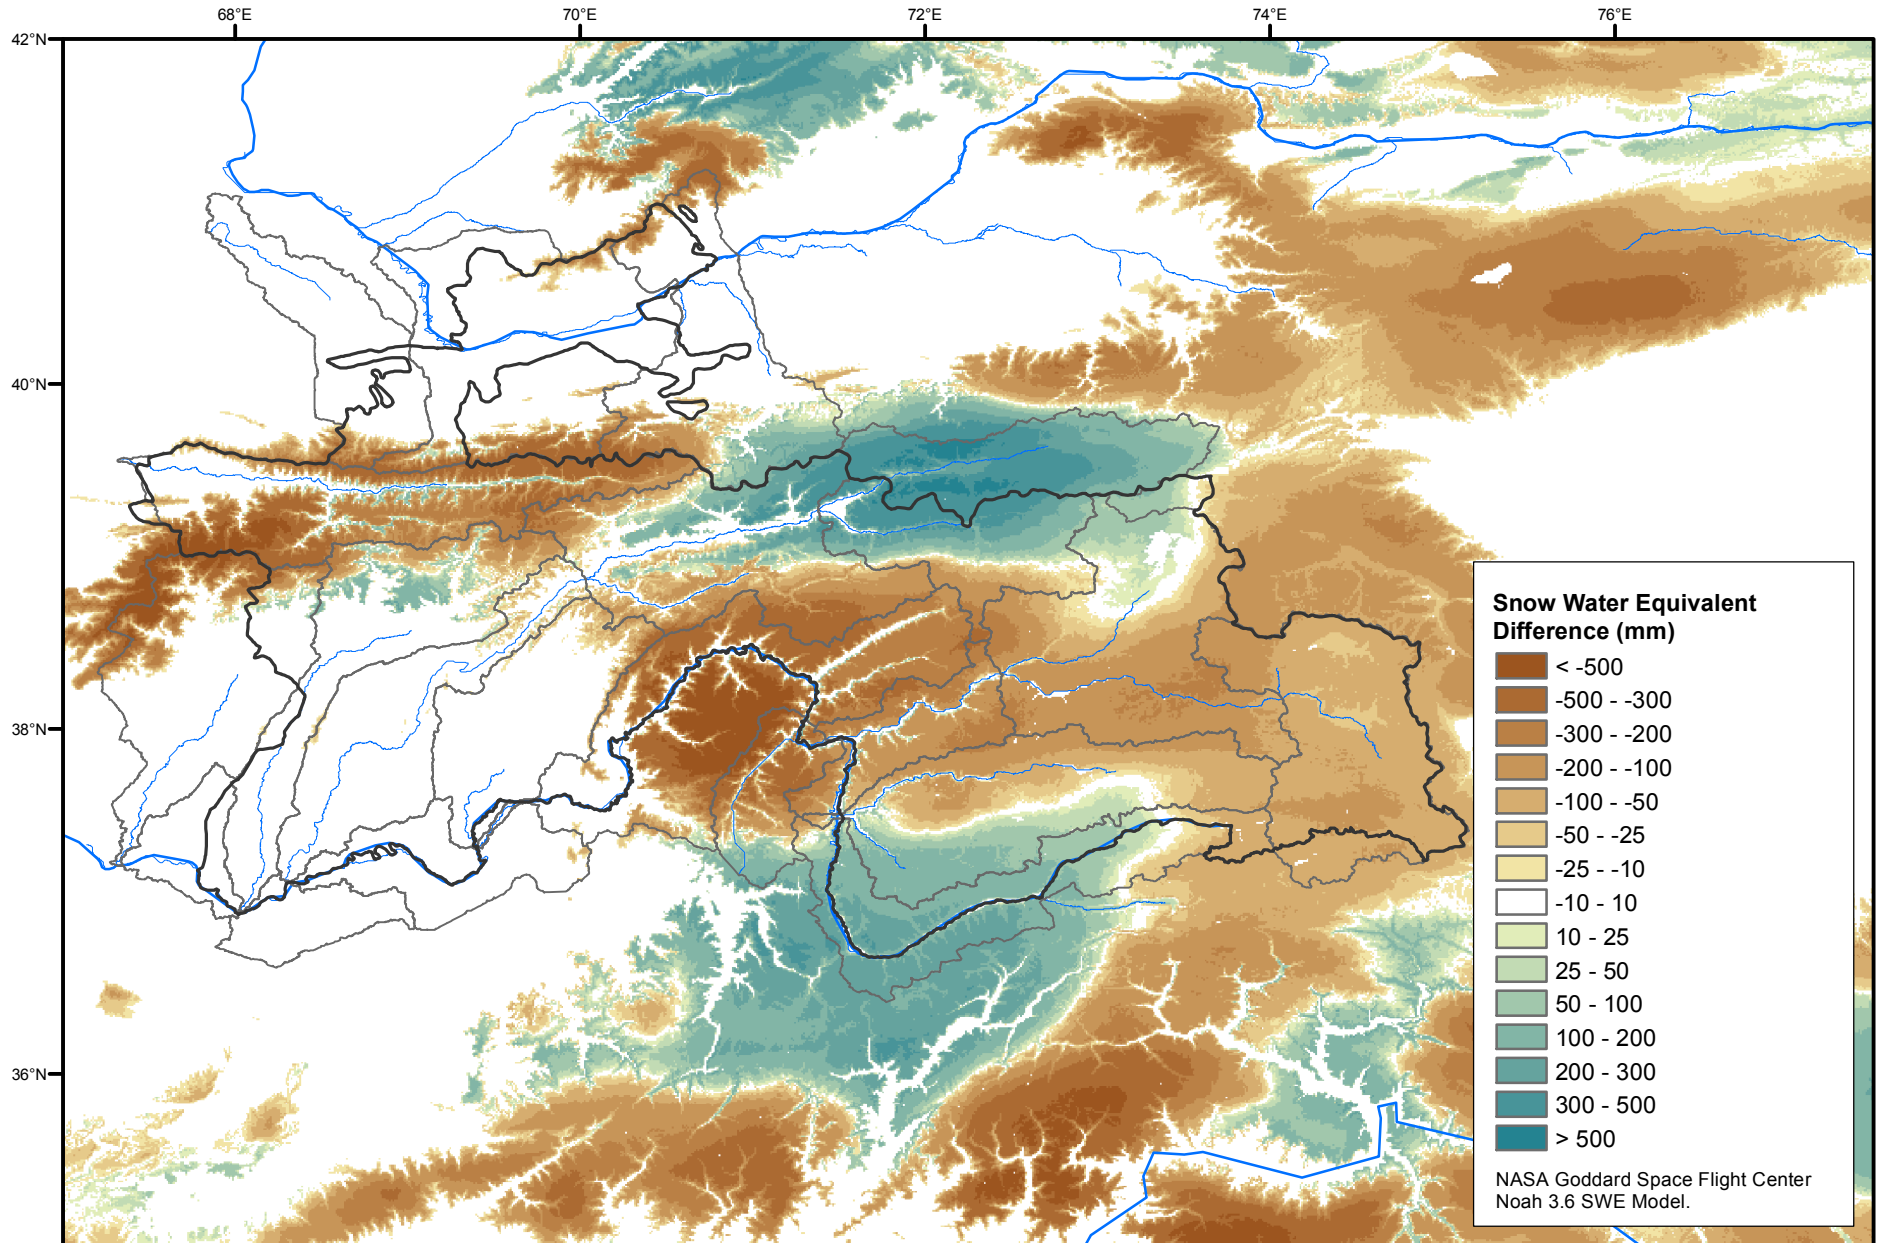 68°E 70°E 72°E 74°E 76°E
42°N
40°N
38°N
36°N
Snow Water Equivalent
Difference (mm)
< -500
-500 - -300
-300 - -200
-200 - -100
-100 - -50
-50 - -25
-25 - -10
-10 - 10
10 - 25
25 - 50
50 - 100
100 - 200
200 - 300
300 - 500
> 500
NASA Goddard Space Flight Center
Noah 3.6 SWE Model.